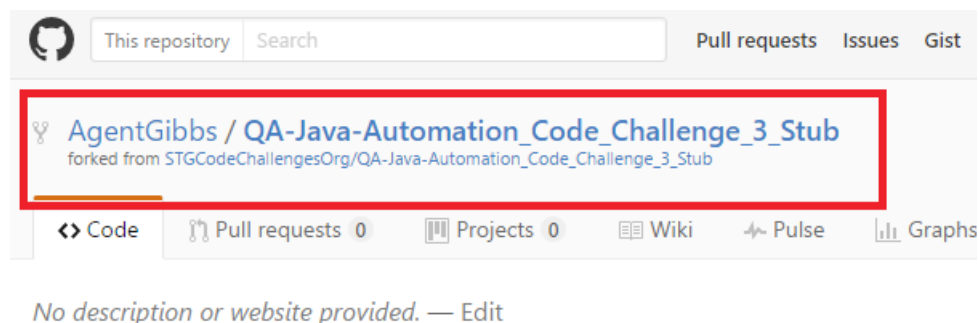 This repository Search Pull requests Issues Gist
AgentGibbs / QA-Java-Automation_Code_Challenge_3_Stub
forked from STGCodeChallengesOrg/QA-Java-Automation_Code_Challenge_3_Stub
<> Code Pull requests 0 Projects 0 Wiki Pulse Graphs
No description or website provided. — Edit